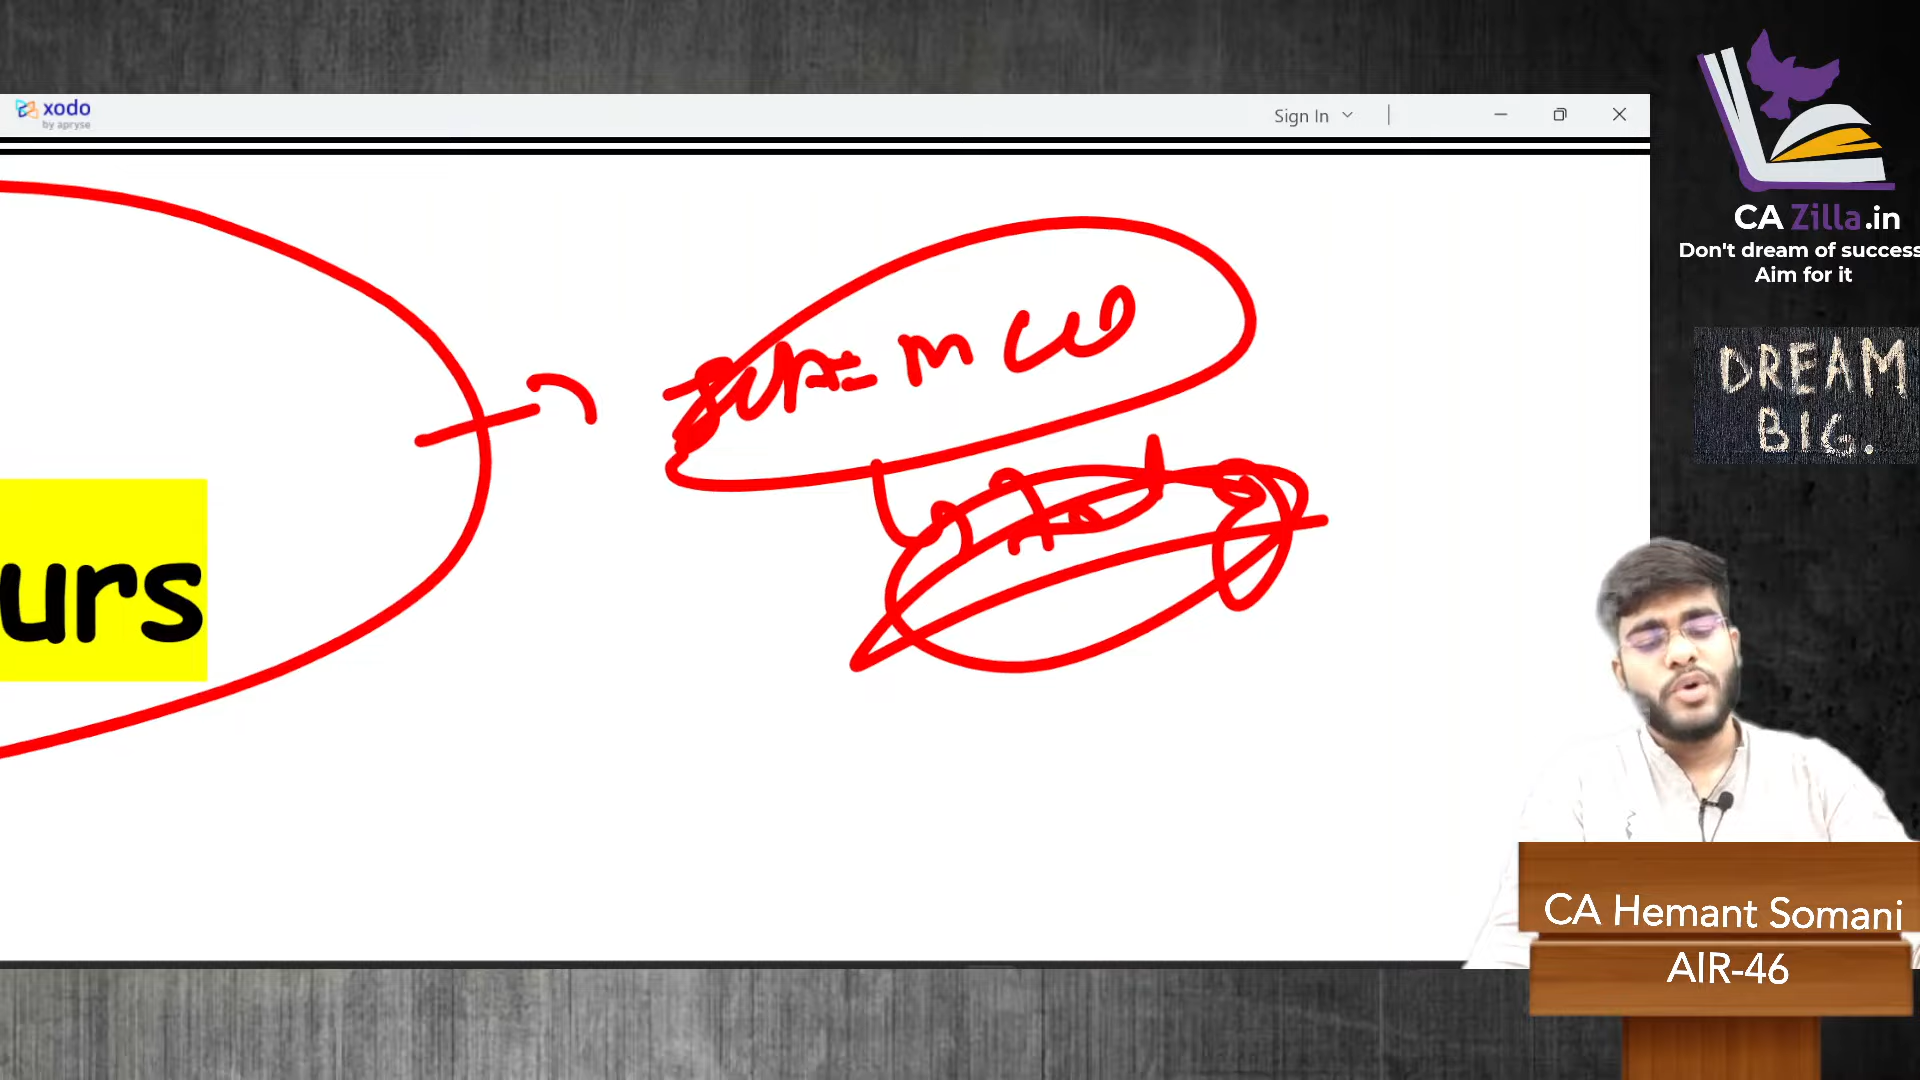 xodo
by apryse
Sign In
CA Zilla.in
Don't dream of success
Aim for it
DREAM
BIG.
urs
CA Hemant Somani
AIR-46